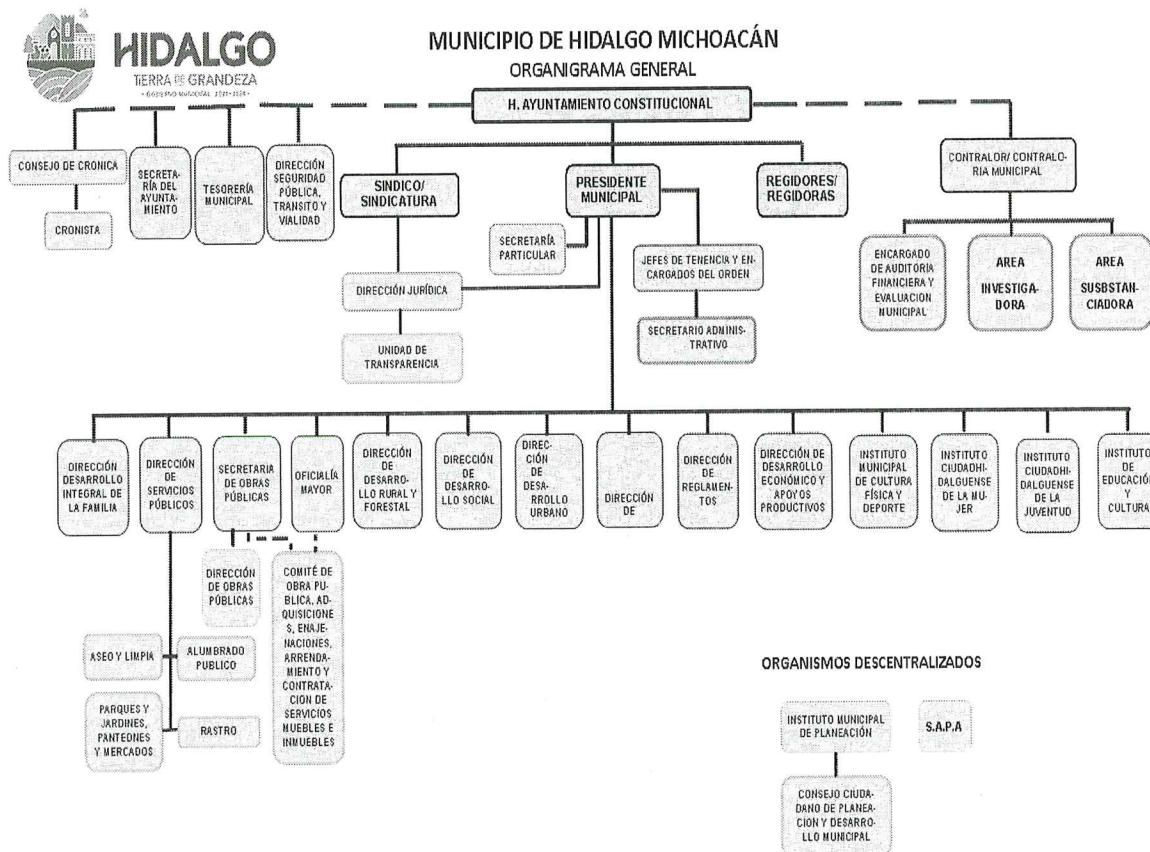 HIDALGO
TIERRA DE GRANDEZA
• GOBIERNO MUNICIPAL 2021-2024 •
MUNICIPIO DE HIDALGO MICHOACÁN
ORGANIGRAMA GENERAL
H. AYUNTAMIENTO CONSTITUCIONAL
CONSEJO DE CRONICA
CRONISTA
SECRETA-
RÍA DEL
AYUNTA-
MIENTO
TESORERÍA
MUNICIPAL
DIRECCIÓN
SEGURIDAD
PÚBLICA,
TRANSITO Y
VIALIDAD
SINDICO/
SINDICATURA
PRESIDENTE
MUNICIPAL
REGIDORES/
REGIDORAS
CONTRALOR/ CONTRALO-
RIA MUNICIPAL
SECRETARÍA
PARTICULAR
JEFES DE TENENCIA Y EN-
CARGADOS DEL ORDEN
ENCARGADO
DE AUDITORIA
FINANCIERA Y
EVALUACION
MUNICIPAL
AREA
INVESTIGA-
DORA
AREA
SUSBSTAN-
CIADORA
DIRECCIÓN JURÍDICA
SECRETARIO ADMINIS-
TRATIVO
UNIDAD DE
TRANSPARENCIA
DIRECCIÓN
DESARROLLO
INTEGRAL DE
LA FAMILIA
DIRECCIÓN
DE
SERVICIOS
PÚBLICOS
SECRETARIA
DE OBRAS
PÚBLICAS
OFICIALÍA
MAYOR
DIRECCIÓN
DE
DESARRO-
LLO RURAL Y
FORESTAL
DIRECCIÓN
DE
DESARRO-
LLO SOCIAL
DIREC-
CIÓN DE
DESA-
RROLLO
URBANO
DIRECCIÓN
DE
DIRECCIÓN
DE
REGLAMEN-
TOS
DIRECCIÓN DE
DESARROLLO
ECONÓMICO Y
APOYOS
PRODUCTIVOS
INSTITUTO
MUNICIPAL
DE CULTURA
FÍSICA Y
DEPORTE
INSTITUTO
CIUDADHI-
DALGUENSE
DE LA MU-
JER
INSTITUTO
CIUDADHI-
DALGUENSE
DE LA
JUVENTUD
INSTITUTO
DE
EDUCACIÓN
Y
CULTURA
DIRECCIÓN
DE OBRAS
PÚBLICAS
COMITÉ DE
OBRA PU-
BLICA, AD-
QUISICIONE
S, ENAJE-
NACIONES,
ARRENDA-
MIENTO Y
CONTRATA-
CION DE
SERVICIOS
MUEBLES E
INMUEBLES
ASEO Y LIMPIA
ALUMBRADO
PUBLICO
PARQUES Y
JARDINES,
PANTEONES
Y MERCADOS
RASTRO
ORGANISMOS DESCENTRALIZADOS
INSTITUTO MUNICIPAL
DE PLANEACIÓN
S.A.P.A
CONSEJO CIUDA-
DANO DE PLANEA-
CION Y DESARRO-
LLO MUNICIPAL